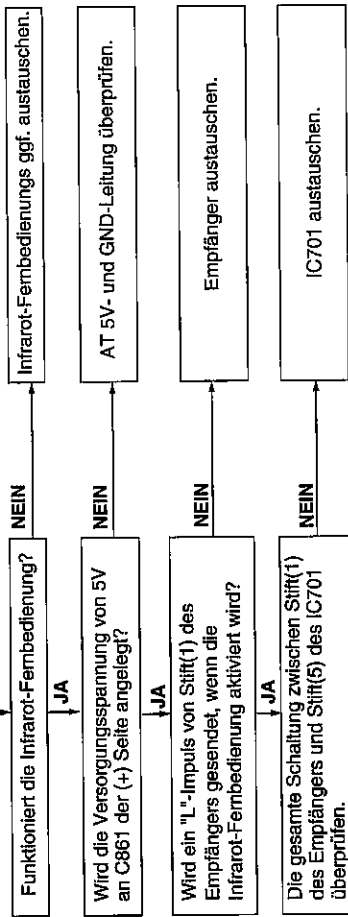 Funktioniert die Infrarot-Fernbedienung?
NEIN
Infrarot-Fernbedienungs ggf. austauschen.
JA
Wird die Versorgungsspannung von 5V
an C861 der (+) Seite angelegt?
NEIN
AT 5V- und GND-Leitung überprüfen.
JA
Wird ein "L"-Impuls von Stift(1) des
Empfängers gesendet, wenn die
Infrarot-Fernbedienung aktiviert wird?
NEIN
Empfänger austauschen.
JA
Die gesamte Schaltung zwischen Stift(1)
des Empfängers und Stift(5) des IC701
überprüfen.
NEIN
IC701 austauschen.